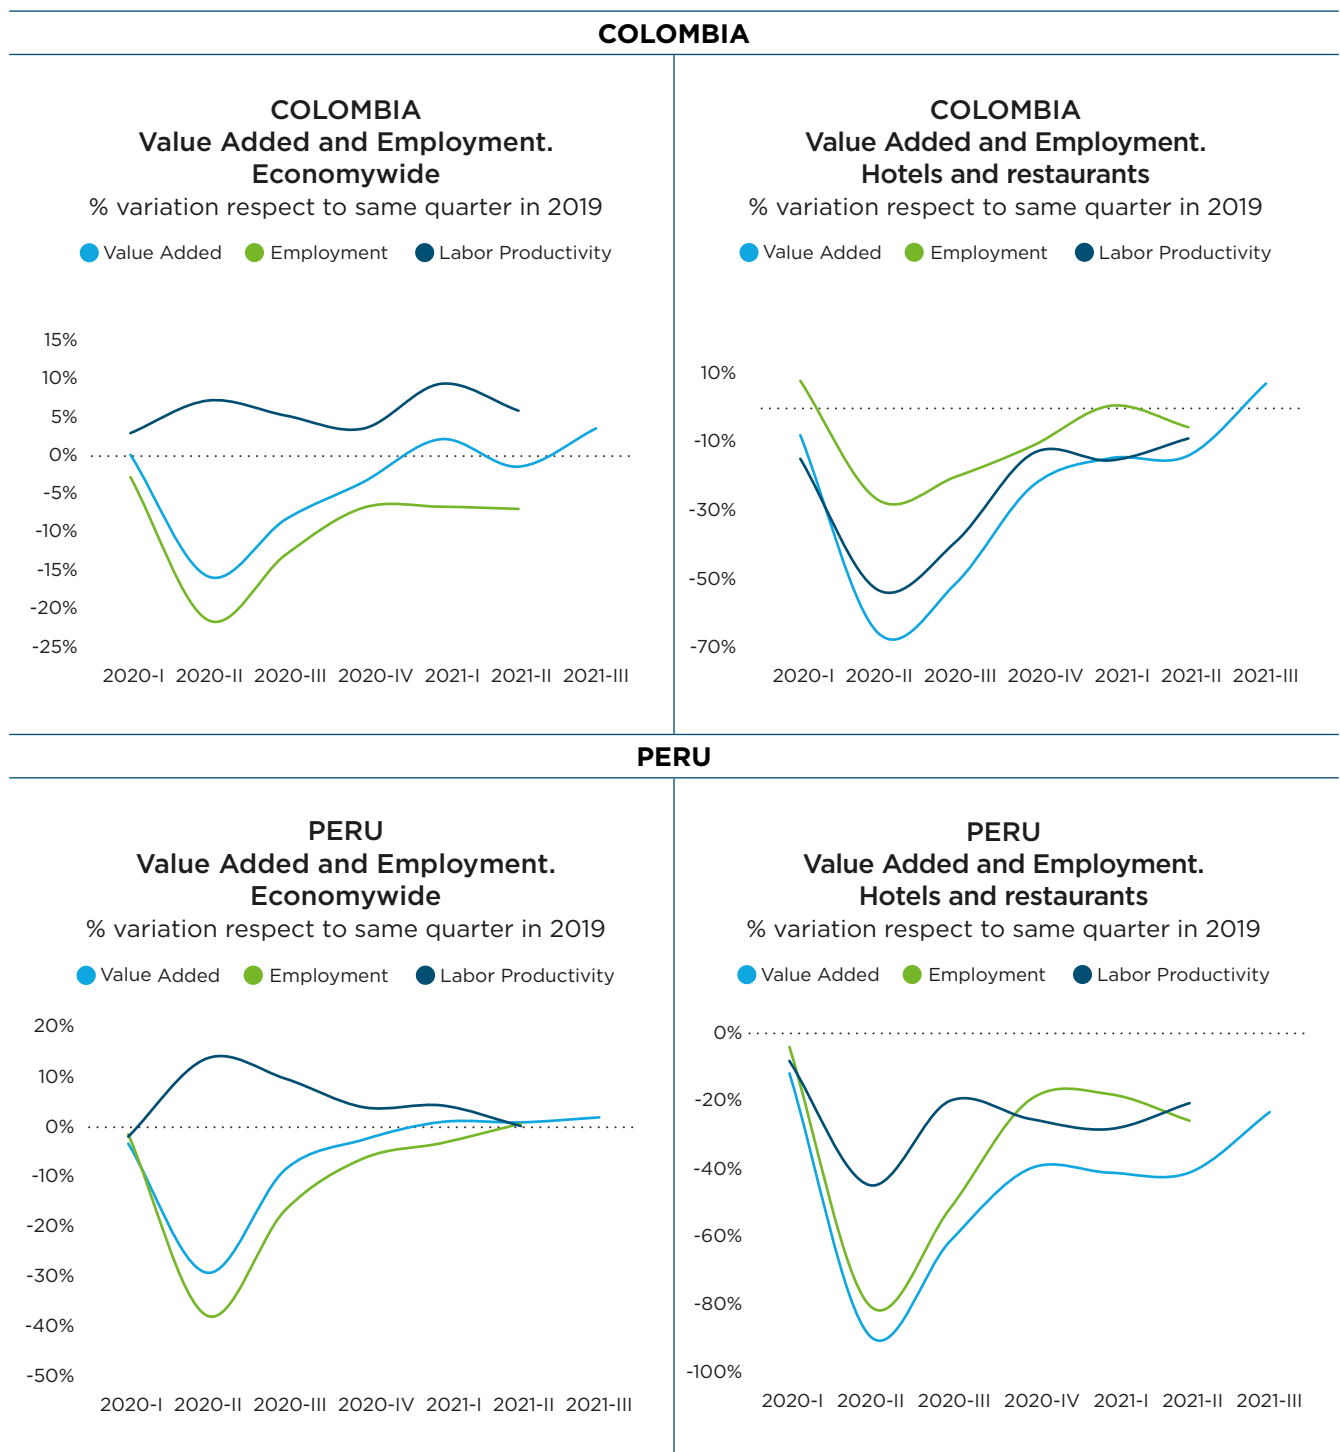 COLOMBIA
COLOMBIA
Value Added and Employment.
Economywide
% variation respect to same quarter in 2019
Value Added Employment Labor Productivity
15%
10%
5%
0%
-5%
-10%
-15%
-20%
-25%
2020-I 2020-II 2020-III 2020-IV 2021-I 2021-II 2021-III
COLOMBIA
Value Added and Employment.
Hotels and restaurants
% variation respect to same quarter in 2019
Value Added Employment Labor Productivity
10%
-10%
-30%
-50%
-70%
2020-I 2020-II 2020-III 2020-IV 2021-I 2021-II 2021-III
PERU
PERU
Value Added and Employment.
Economywide
% variation respect to same quarter in 2019
Value Added Employment Labor Productivity
20%
10%
0%
-10%
-20%
-30%
-40%
-50%
2020-I 2020-II 2020-III 2020-IV 2021-I 2021-II 2021-III
PERU
Value Added and Employment.
Hotels and restaurants
% variation respect to same quarter in 2019
Value Added Employment Labor Productivity
0%
-20%
-40%
-60%
-80%
-100%
2020-I 2020-II 2020-III 2020-IV 2021-I 2021-II 2021-III